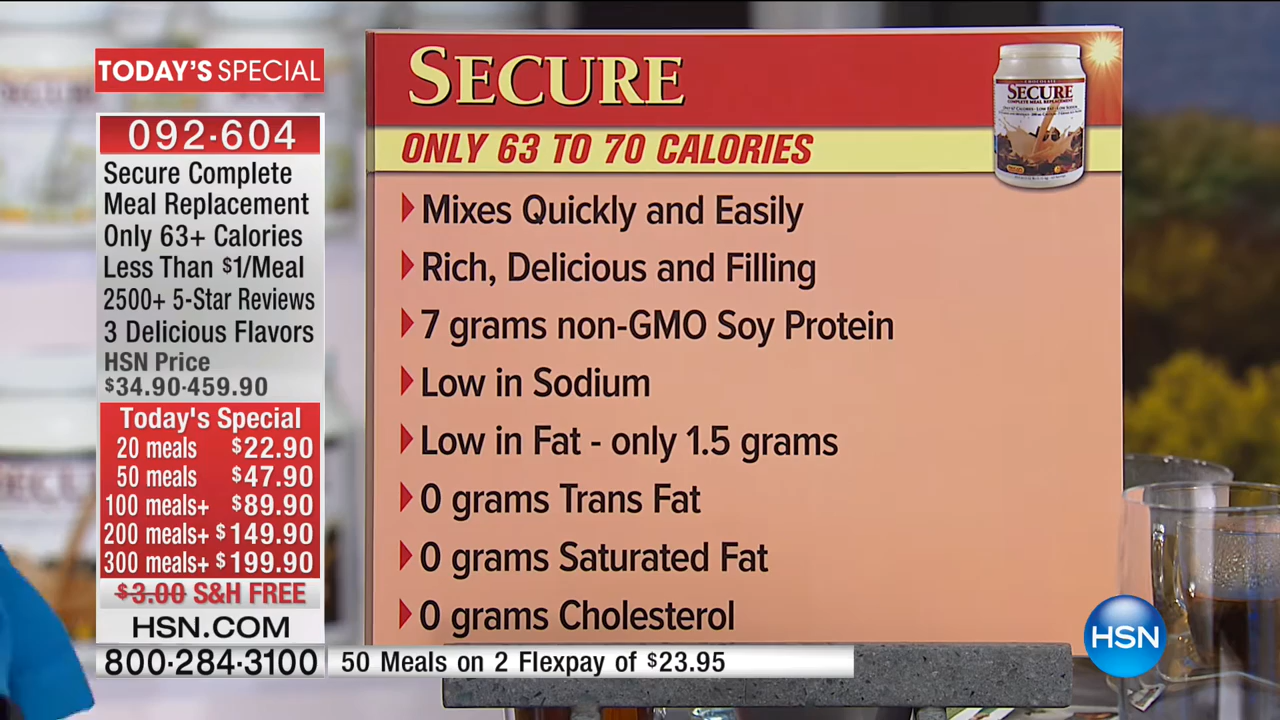 TODAY'S SPECIAL
092·604
Secure Complete
Meal Replacement
Only 63+ Calories
Less Than $1/Meal
2500+ 5-Star Reviews
3 Delicious Flavors
HSN Price
$34.90-459.90
Today's Special
20 meals $22.90
50 meals $47.90
100 meals+ $89.90
200 meals+ $149.90
300 meals+ $199.90
$3.00 S&H FREE
HSN.COM
800·284·3100
50 Meals on 2 Flexpay of $23.95
SECURE
ONLY 63 TO 70 CALORIES
Mixes Quickly and Easily
Rich, Delicious and Filling
7 grams non-GMO Soy Protein
Low in Sodium
Low in Fat - only 1.5 grams
0 grams Trans Fat
0 grams Saturated Fat
0 grams Cholesterol
CHOCOLATE
SECURE
COMPLETE MEAL REPLACEMENT
HSN